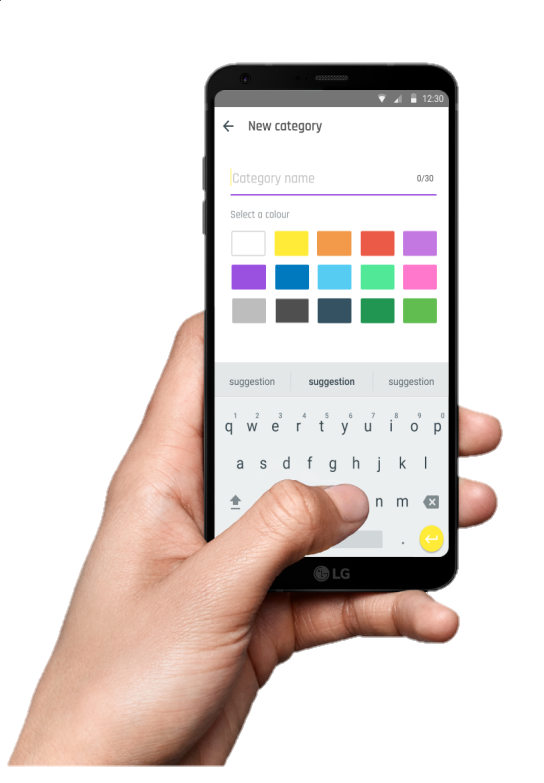 12:30
New category
Category name 0/30
Select a colour
suggestion suggestion suggestion
1 2 3 4 5 6 7 8 9 0
q w e r t y u i o p
a s d f g h j k l
n m
.
LG